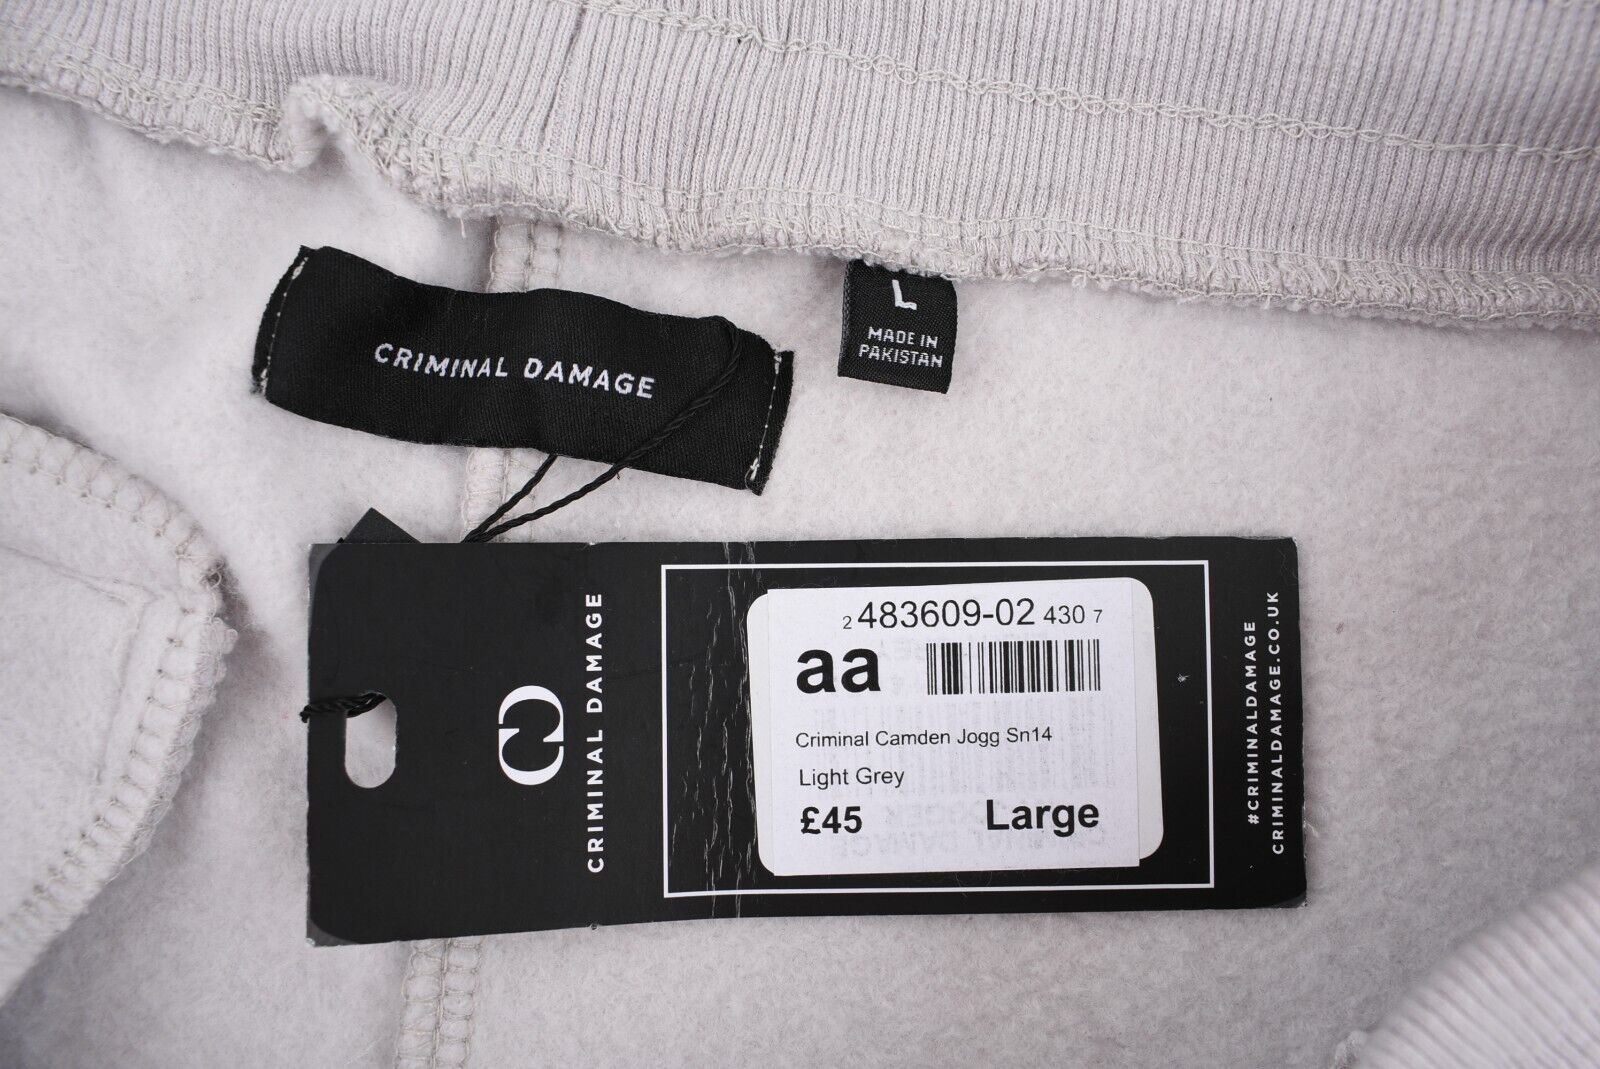 CRIMINAL DAMAGE
L
MADE IN
PAKISTAN
CRIMINAL DAMAGE
2 483609-02 430 7
aa
Criminal Camden Jogg Sn14
Light Grey
£45 Large
#CRIMINALDAMAGE
CRIMINALDAMAGE.CO.UK